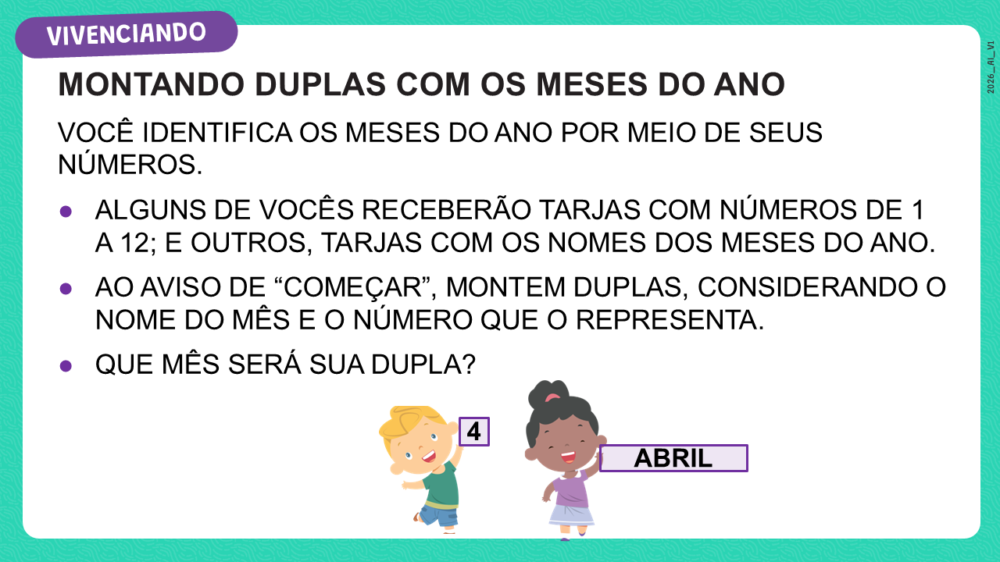 VIVENCIANDO
2026_AI_V1
MONTANDO DUPLAS COM OS MESES DO ANO
VOCÊ IDENTIFICA OS MESES DO ANO POR MEIO DE SEUS
NÚMEROS.
● ALGUNS DE VOCÊS RECEBERÃO TARJAS COM NÚMEROS DE 1
A 12; E OUTROS, TARJAS COM OS NOMES DOS MESES DO ANO.
● AO AVISO DE “COMEÇAR”, MONTEM DUPLAS, CONSIDERANDO O
NOME DO MÊS E O NÚMERO QUE O REPRESENTA.
● QUE MÊS SERÁ SUA DUPLA?
4
ABRIL